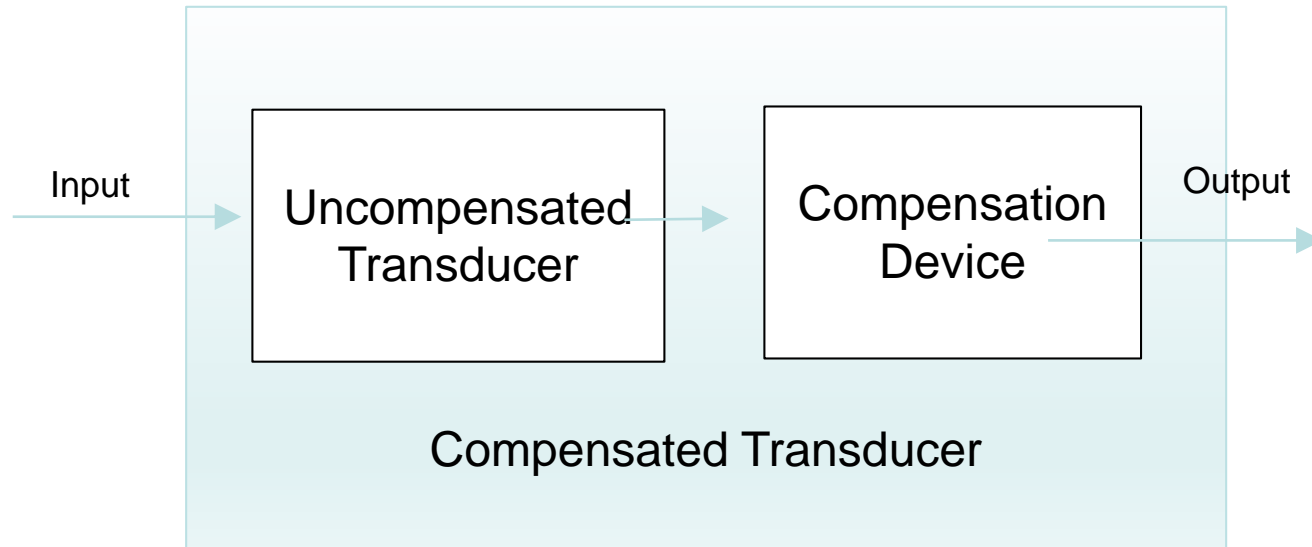 Input
Uncompensated
Transducer
Compensation
Device
Output
Compensated Transducer